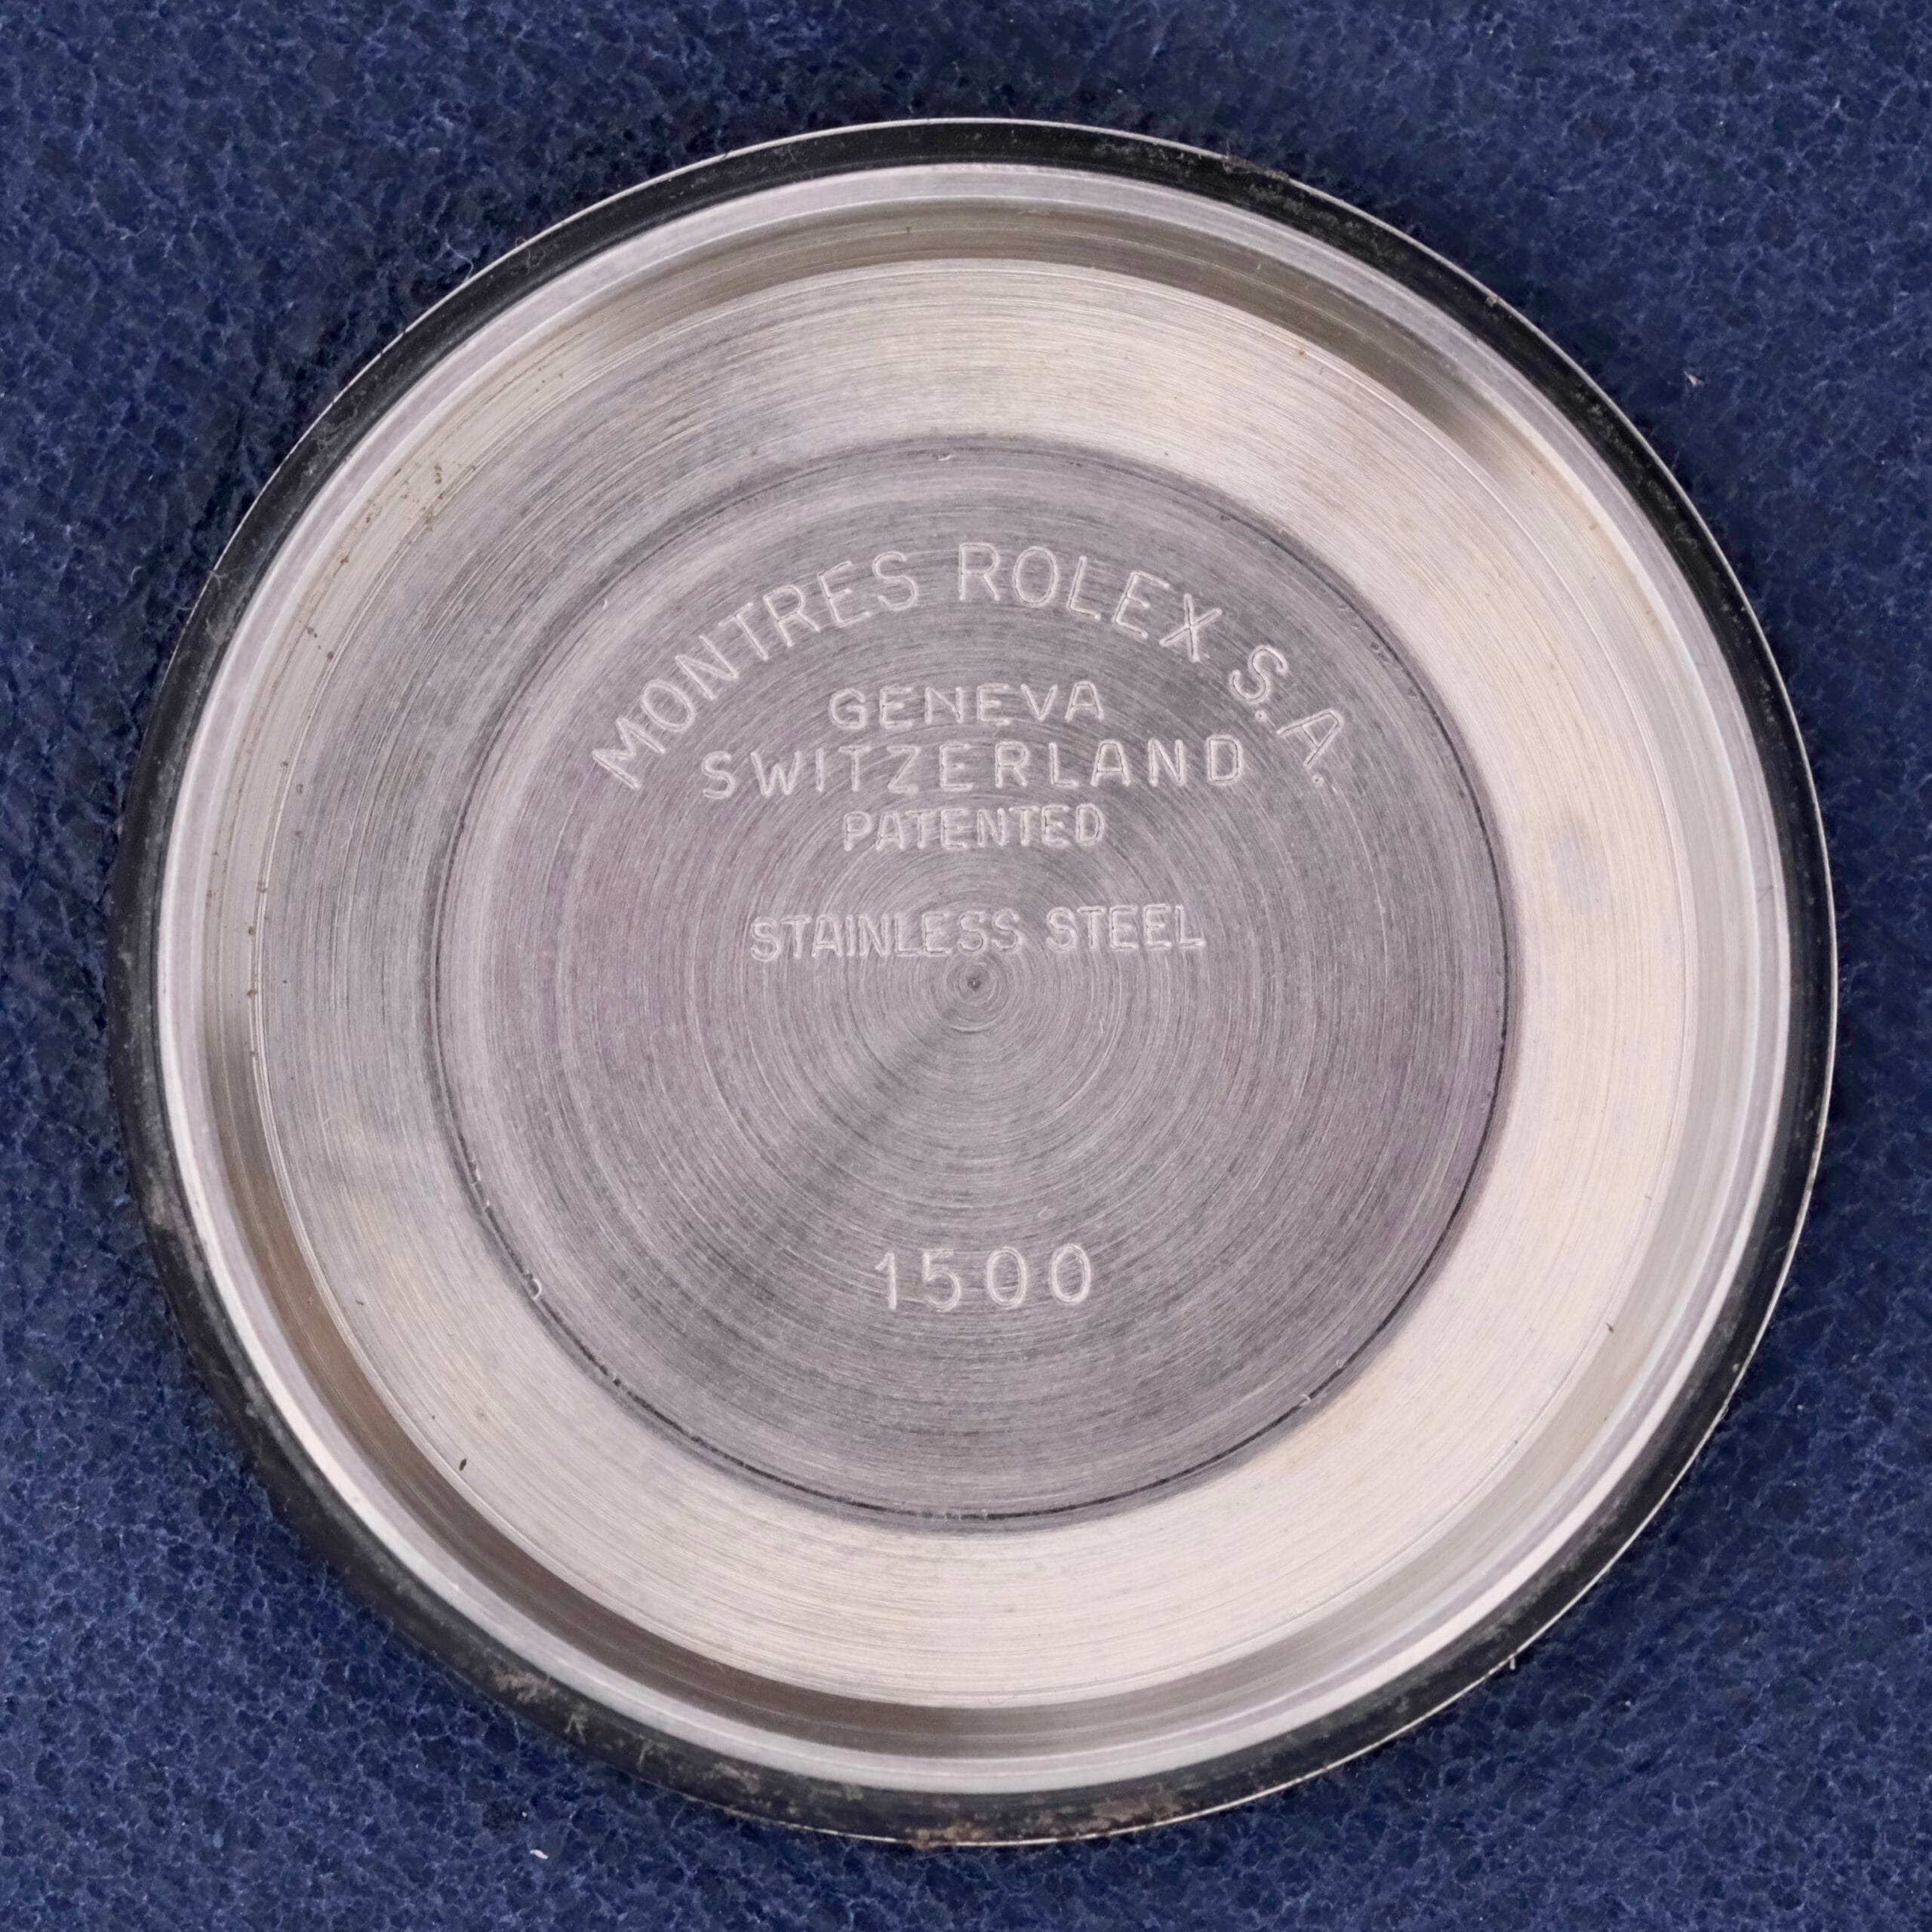 MONTRES ROLEX S.A.
GENEVA
SWITZERLAND
PATENTED
STAINLESS STEEL
1500